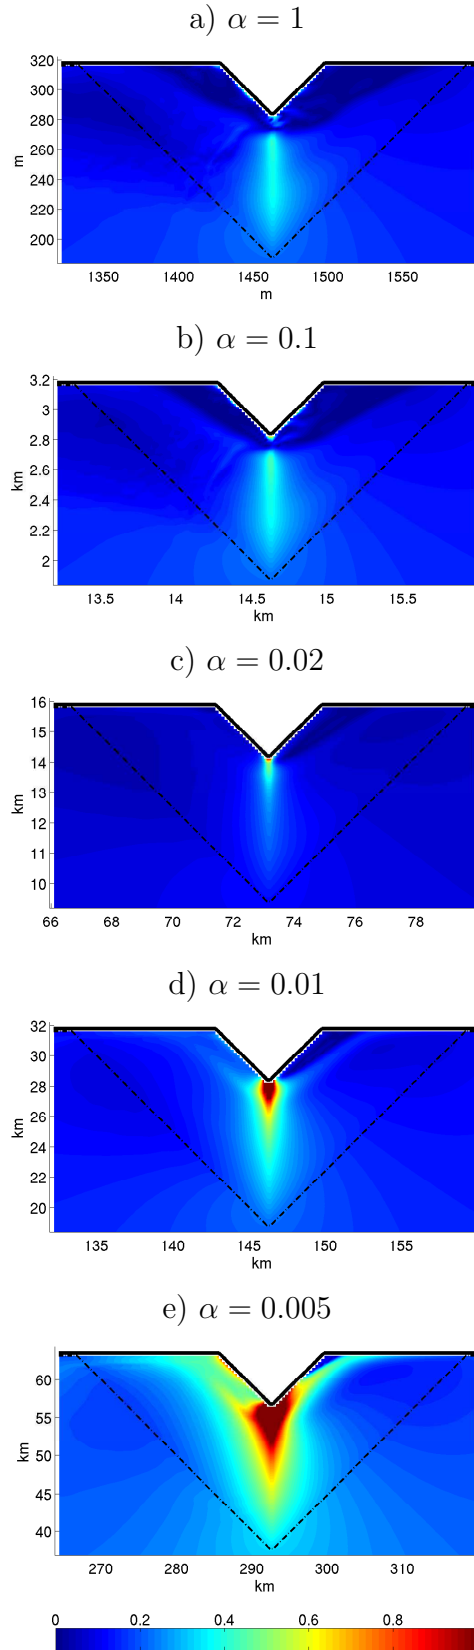 a) α = 1
320
300
280
260
240
220
200
m
1350 1400 1450 1500 1550
m
b) α = 0.1
3.2
3
2.8
2.6
2.4
2.2
2
km
13.5 14 14.5 15 15.5
km
c) α = 0.02
16
15
14
13
12
11
10
km
66 68 70 72 74 76 78
km
d) α = 0.01
32
30
28
26
24
22
20
km
135 140 145 150 155
km
e) α = 0.005
60
55
50
45
40
km
270 280 290 300 310
km
0 0.2 0.4 0.6 0.8